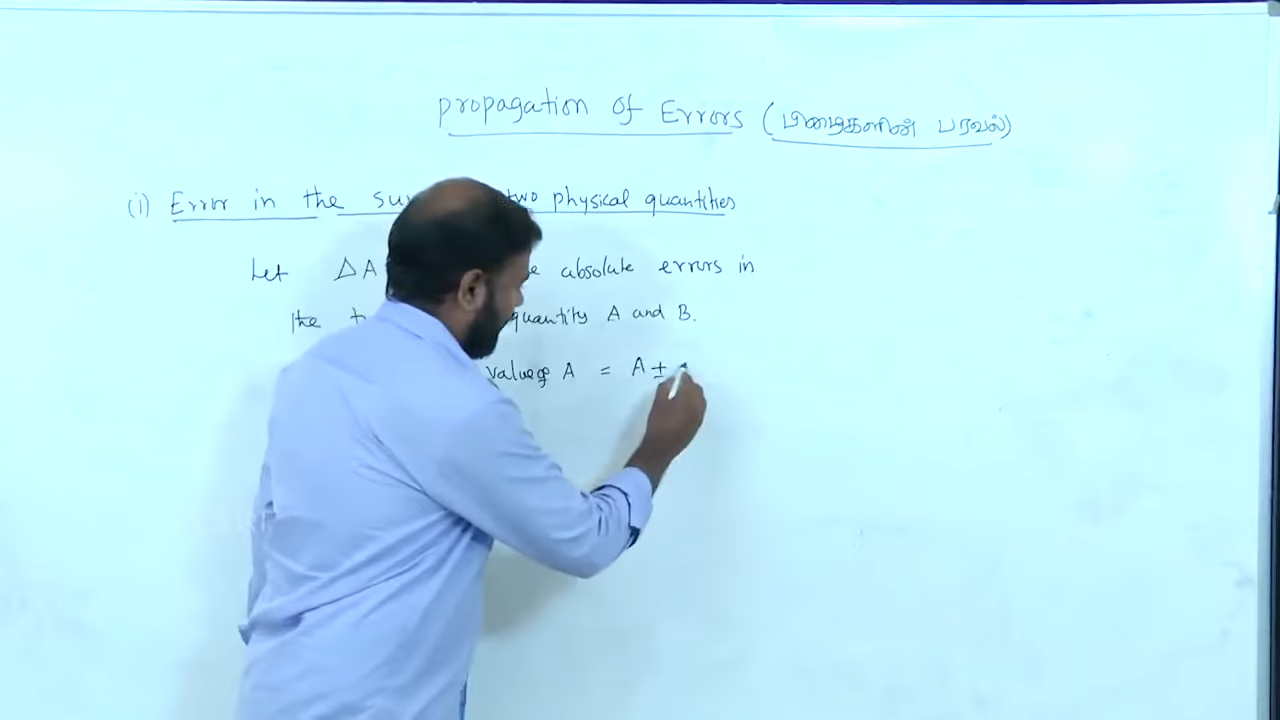 propagation of Errors (பிழைகளின் பரவல்)
(i) Error in the two physical quantities
Let ΔA absolute errors in
the quantity A and B.
value of A = A ±